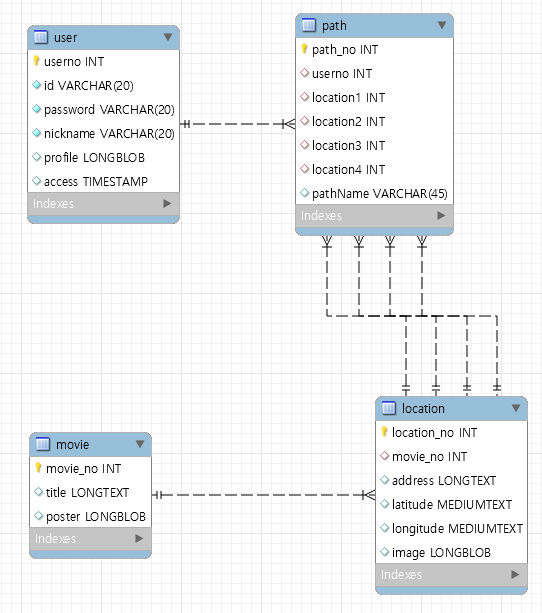 user
userno INT
id VARCHAR(20)
password VARCHAR(20)
nickname VARCHAR(20)
profile LONGBLOB
access TIMESTAMP
Indexes
path
path_no INT
userno INT
location1 INT
location2 INT
location3 INT
location4 INT
pathName VARCHAR(45)
Indexes
movie
movie_no INT
title LONGTEXT
poster LONGBLOB
Indexes
location
location_no INT
movie_no INT
address LONGTEXT
latitude MEDIUMTEXT
longitude MEDIUMTEXT
image LONGBLOB
Indexes